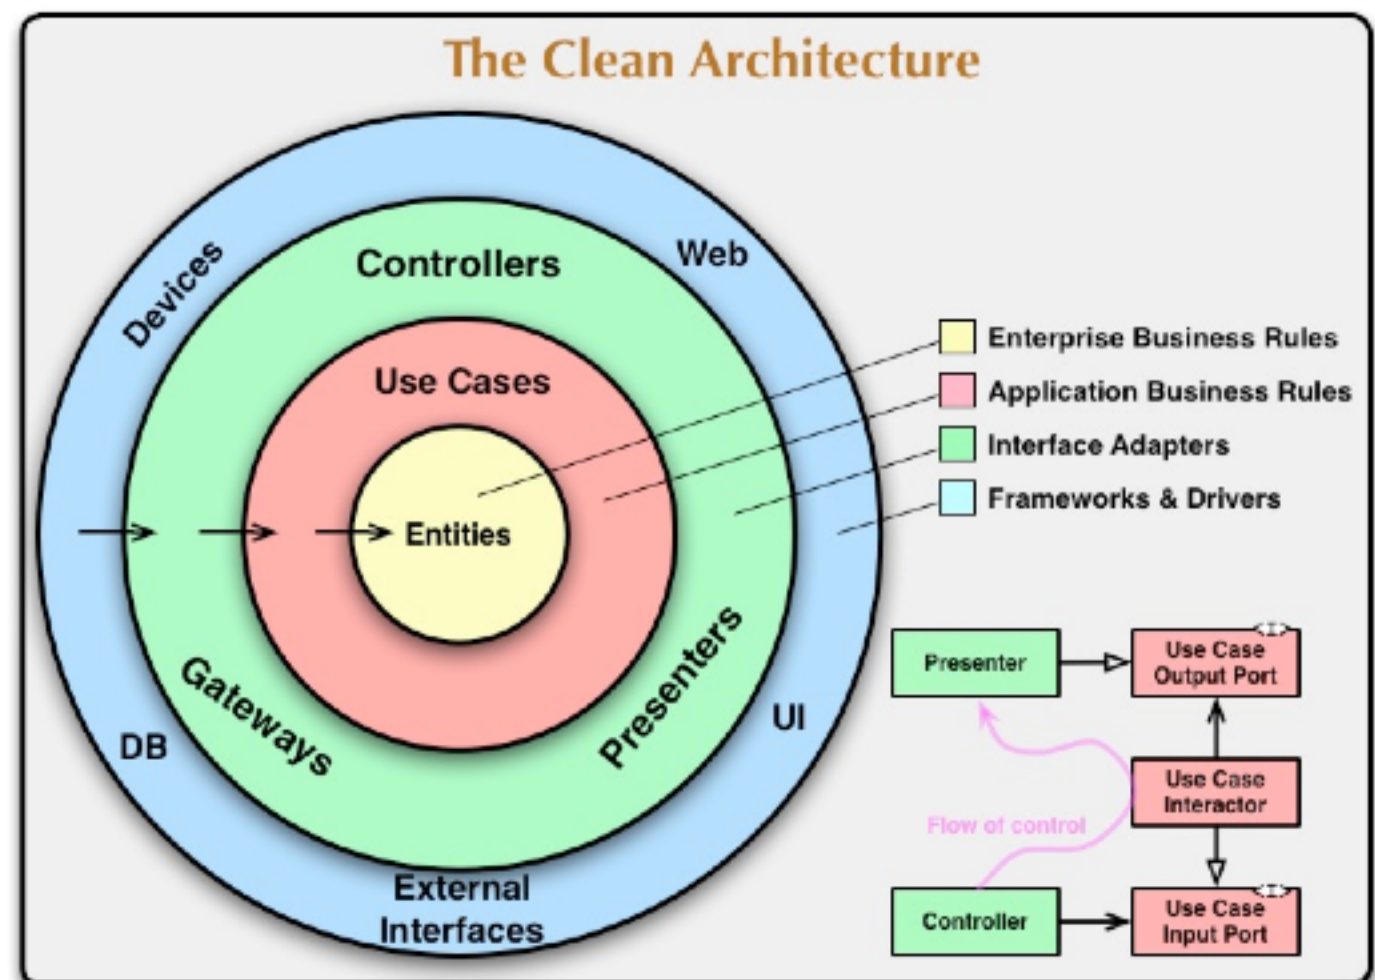 The Clean Architecture
Devices
Web
Controllers
Use Cases
Entities
Gateways
Presenters
DB
UI
External
Interfaces
Enterprise Business Rules
Application Business Rules
Interface Adapters
Frameworks & Drivers
Presenter
Use Case
Output Port
Use Case
Interactor
Flow of control
Controller
Use Case
Input Port